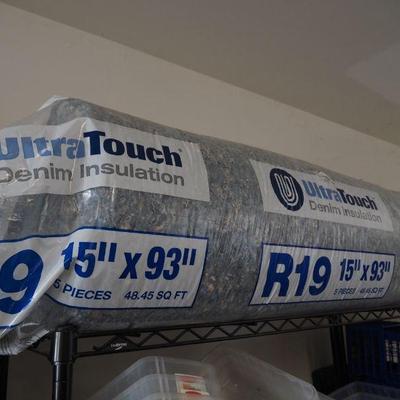 UltraTouch®
Denim Insulation
9 15" x 93"
5 PIECES 48.45 SQ FT
UltraTouch
Denim Insulation
R19 15" x 93"
5 PIECES 48.45 SQ FT